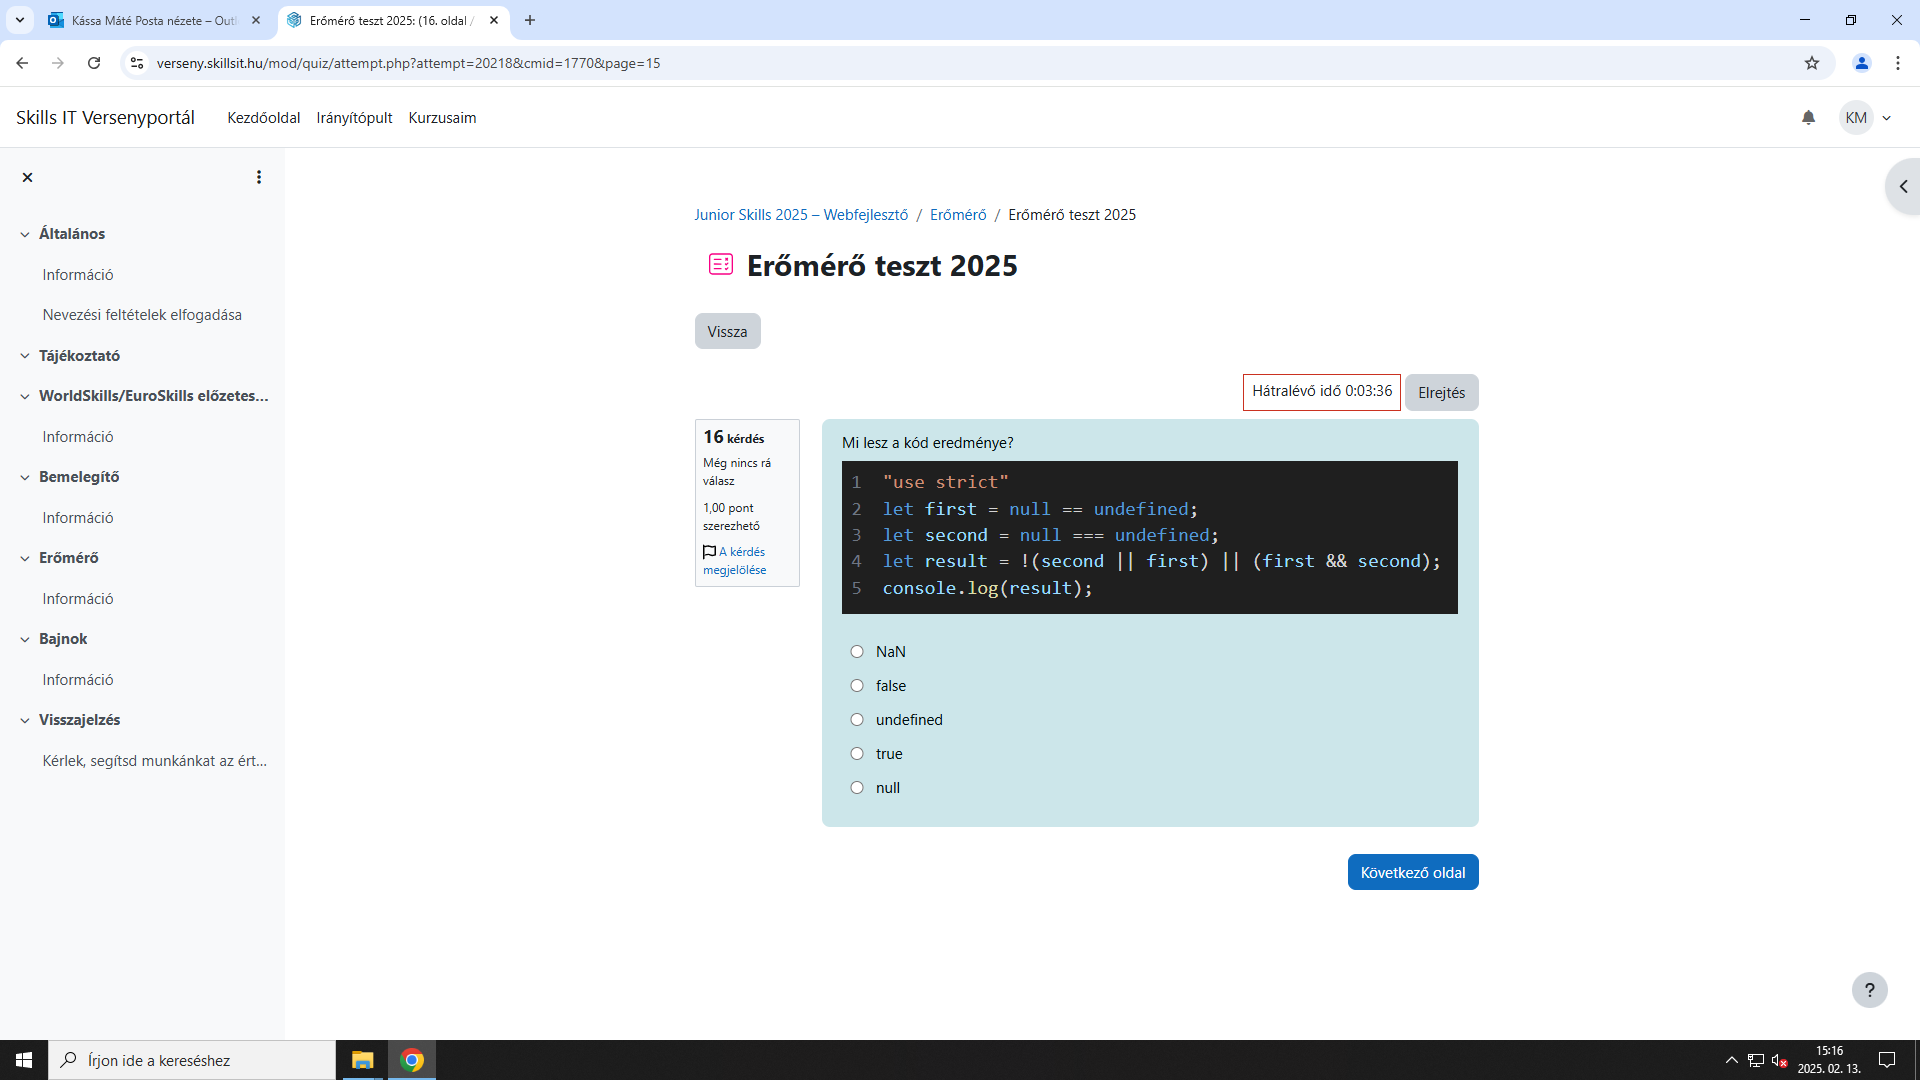 Kássa Máté Posta nézete – Outl
Erőmérő teszt 2025: (16. oldal /
verseny.skillsit.hu/mod/quiz/attempt.php?attempt=20218&cmid=1770&page=15
Skills IT Versenyportál
Kezdőoldal
Irányítópult
Kurzusaim
KM
Általános
Információ
Nevezési feltételek elfogadása
Tájékoztató
WorldSkills/EuroSkills előzetes...
Információ
Bemelegítő
Információ
Erőmérő
Információ
Bajnok
Információ
Visszajelzés
Kérlek, segítsd munkánkat az ért...
Junior Skills 2025 – Webfejlesztő / Erőmérő / Erőmérő teszt 2025
Erőmérő teszt 2025
Vissza
Hátralévő idő 0:03:36
Elrejtés
16 kérdés
Még nincs rá
válasz
1,00 pont
szerezhető
A kérdés
megjelölése
Mi lesz a kód eredménye?
1 "use strict"
2 let first = null == undefined;
3 let second = null === undefined;
4 let result = !(second || first) || (first && second);
5 console.log(result);
NaN
false
undefined
true
null
Következő oldal
?
Írjon ide a kereséshez
15:16
2025. 02. 13.